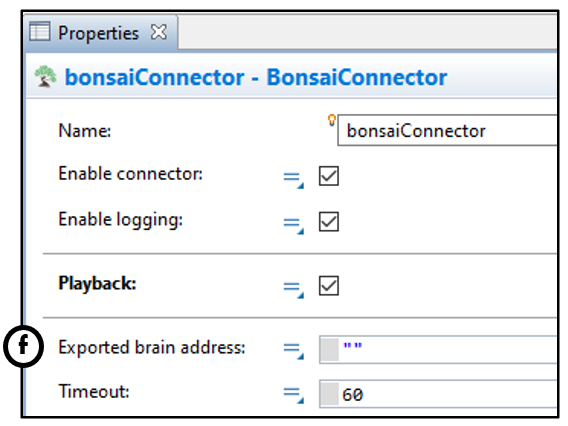 Properties
bonsaiConnector - BonsaiConnector
Name: bonsaiConnector
Enable connector: =
Enable logging: =
Playback: =
f Exported brain address: = ""
Timeout: = 60